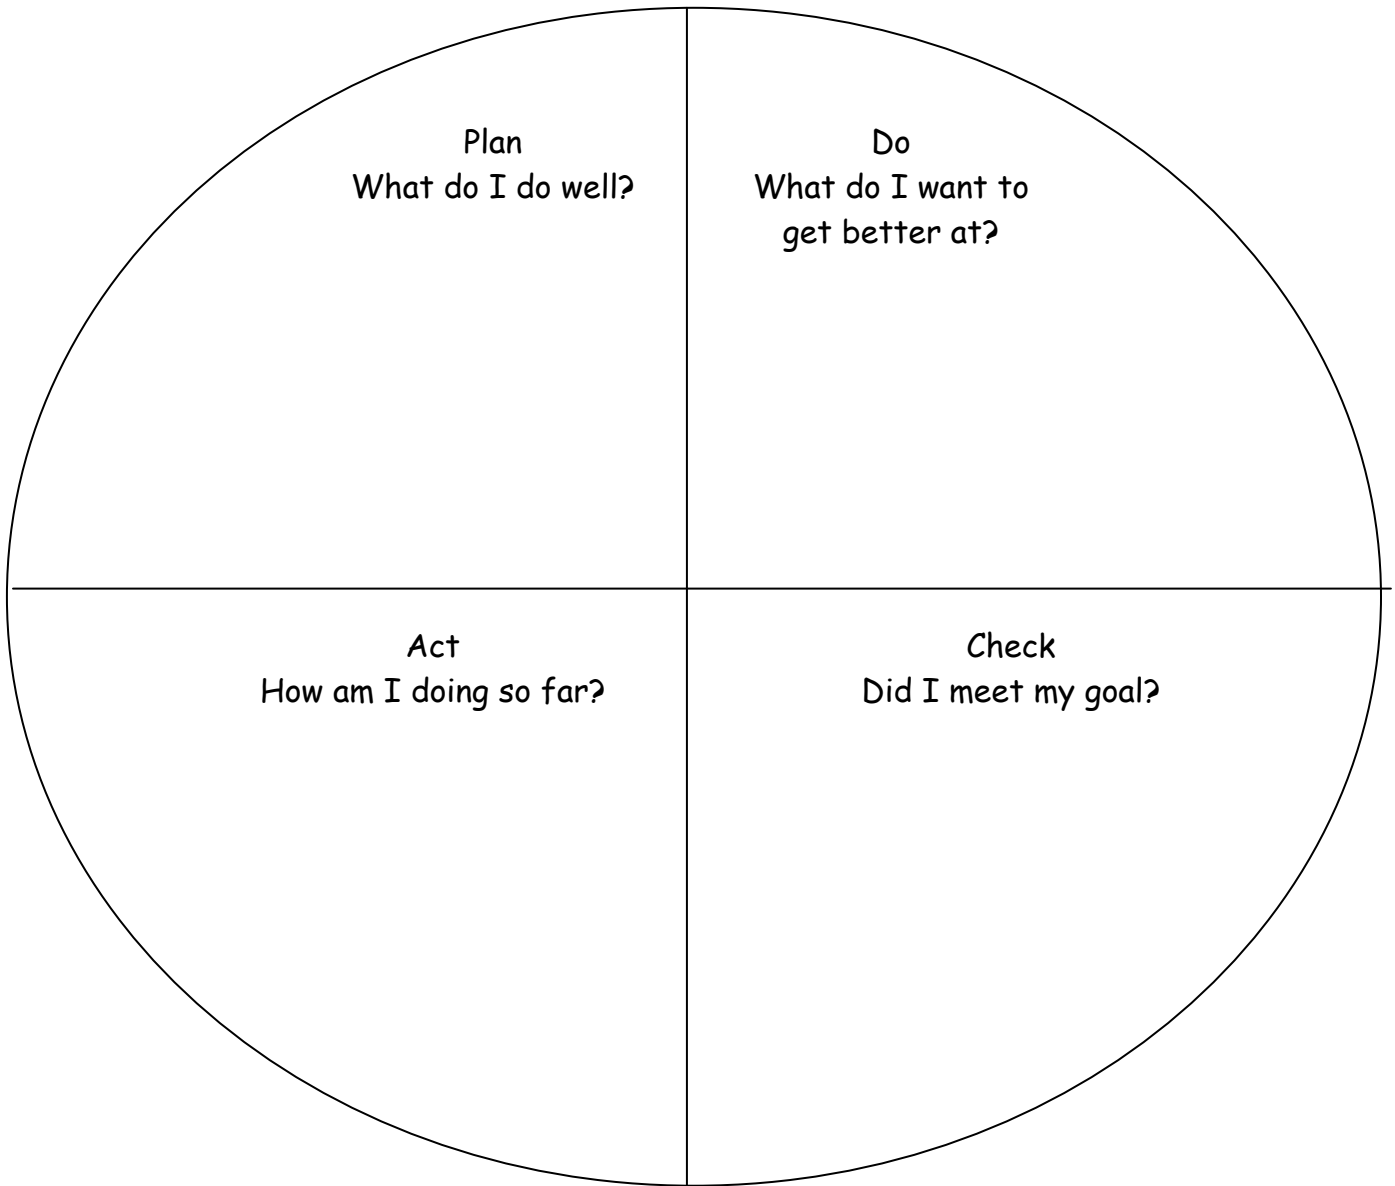 Plan
What do I do well?
Do
What do I want to
get better at?
Act
How am I doing so far?
Check
Did I meet my goal?